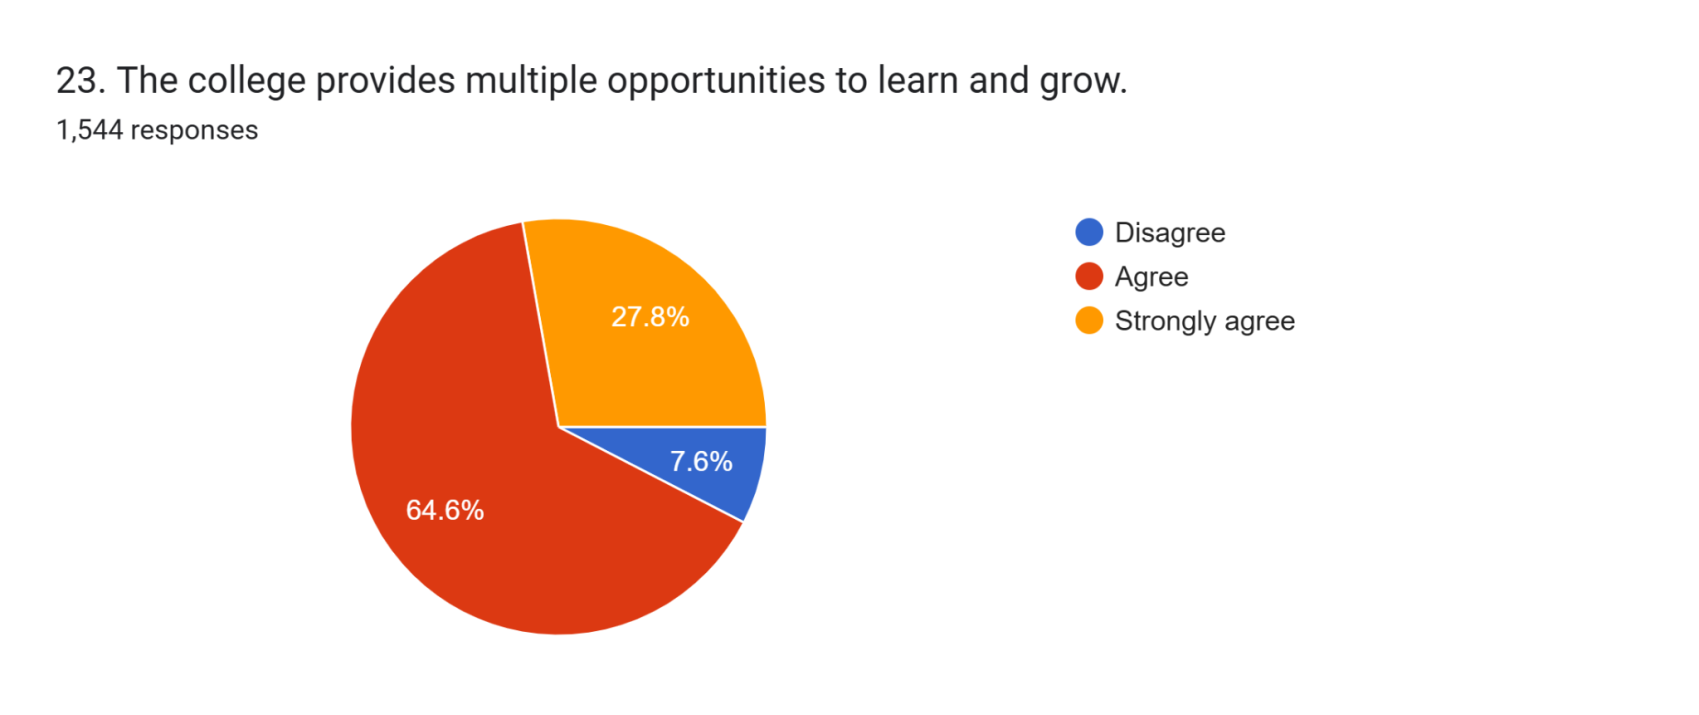 23. The college provides multiple opportunities to learn and grow.
1,544 responses
27.8%
7.6%
64.6%
Disagree
Agree
Strongly agree